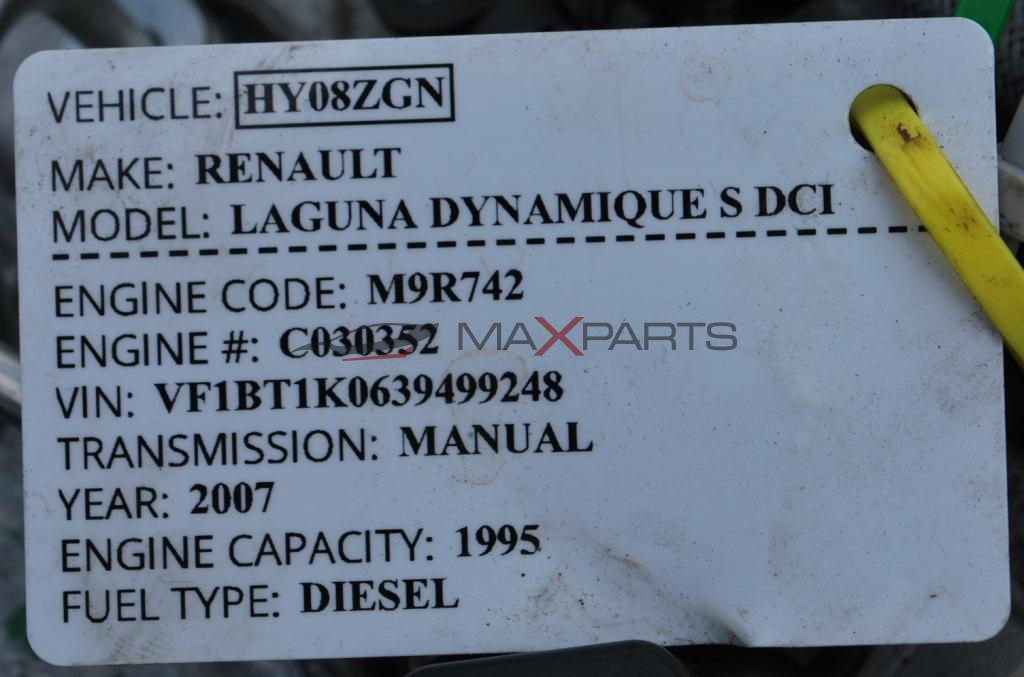 VEHICLE: HY08ZGN
MAKE: RENAULT
MODEL: LAGUNA DYNAMIQUE S DCI
ENGINE CODE: M9R742
ENGINE #: C030352
MAXPARTS
VIN: VF1BT1K0639499248
TRANSMISSION: MANUAL
YEAR: 2007
ENGINE CAPACITY: 1995
FUEL TYPE: DIESEL